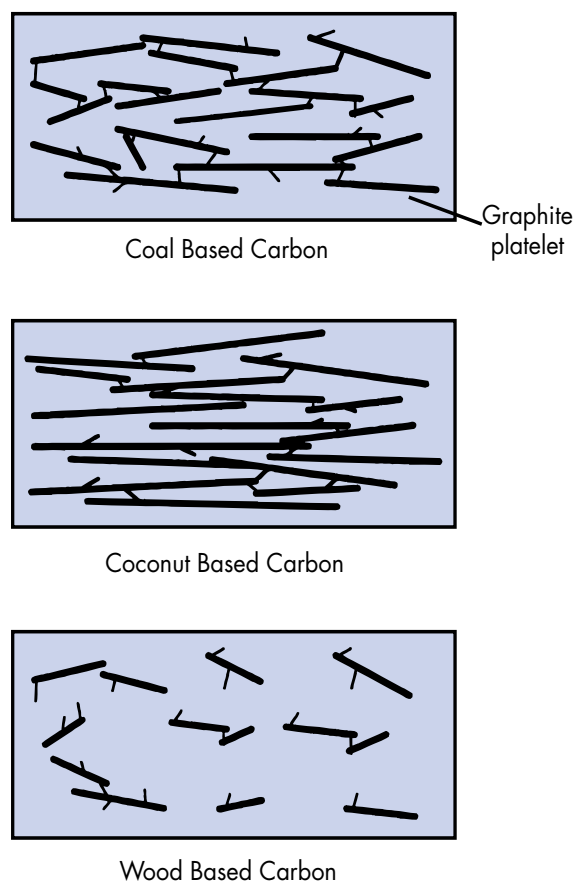 Graphite
platelet
Coal Based Carbon
Coconut Based Carbon
Wood Based Carbon